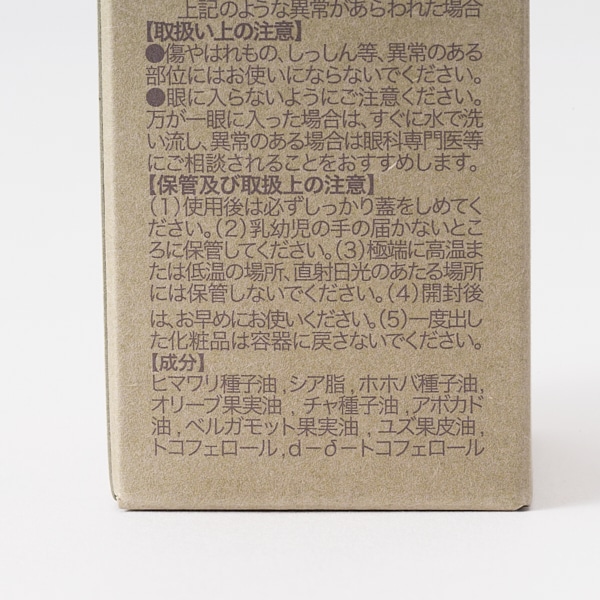 上記のような異常があらわれた場合
【取扱い上の注意】
●傷やはれもの、しっしん等、異常のある
部位にはお使いにならないでください。
●眼に入らないようにご注意ください。
万が一眼に入った場合は、すぐに水で洗
い流し、異常のある場合は眼科専門医等
にご相談されることをおすすめします。
【保管及び取扱上の注意】
(1)使用後は必ずしっかり蓋をしめてく
ださい。(2)乳幼児の手の届かないとこ
ろに保管してください。(3)極端に高温ま
たは低温の場所、直射日光のあたる場所
には保管しないでください。(4)開封後
は、お早めにお使いください。(5)一度出し
た化粧品は容器に戻さないでください。
【成分】
ヒマワリ種子油,シア脂,ホホバ種子油,
オリーブ果実油,チャ種子油,アボカド
油,ベルガモット果実油,ユズ果皮油,
トコフェロール,d-δ-トコフェロール